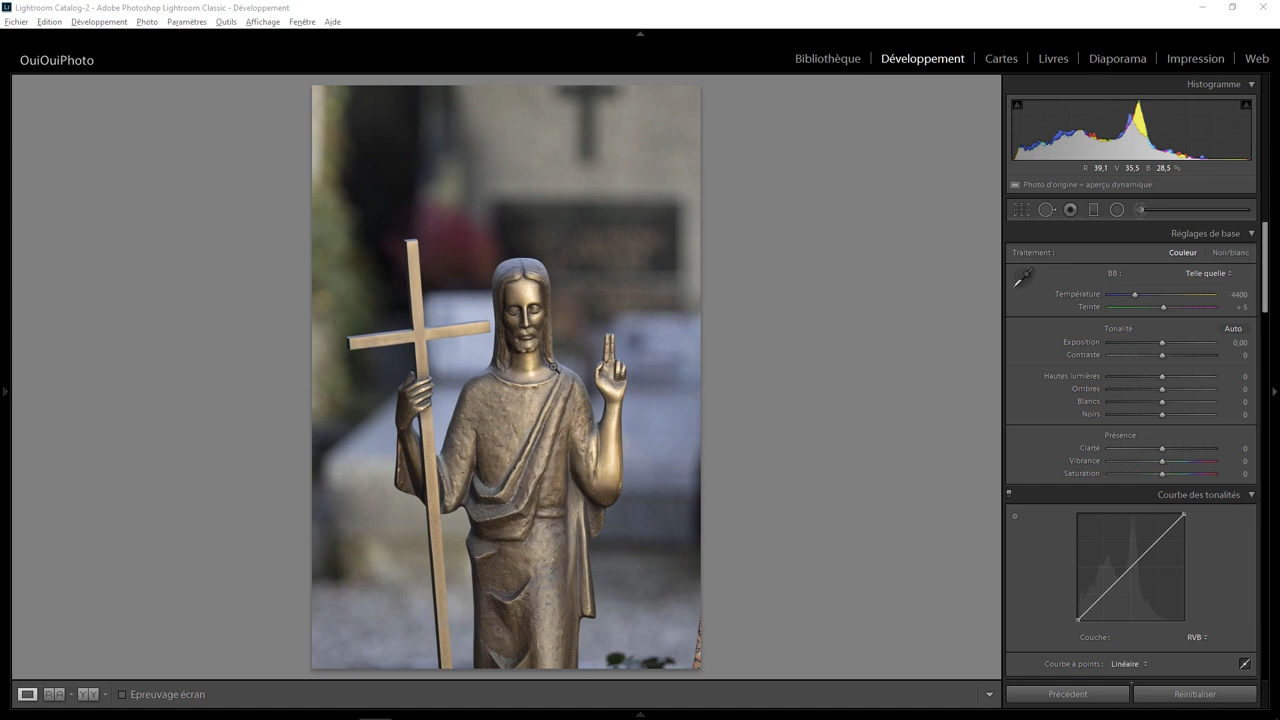 Lightroom Catalog-2 - Adobe Photoshop Lightroom Classic - Développement
Fichier Edition Développement Photo Paramètres Outils Affichage Fenêtre Aide
OuiOuiPhoto
Bibliothèque | Développement | Cartes | Livres | Diaporama | Impression | Web
Histogramme
R 39,1 V 35,5 B 28,5 %
Photo d'origine + aperçu dynamique
Réglages de base
Traitement : Couleur Noir/blanc
BB : Telle quelle
Température 4400
Teinte + 5
Tonalité Auto
Exposition 0,00
Contraste 0
Hautes lumières 0
Ombres 0
Blancs 0
Noirs 0
Présence
Clarté 0
Vibrance 0
Saturation 0
Courbe des tonalités
Couche : RVB
Courbe à points : Linéaire
Epreuvage écran
Précédent Réinitialiser